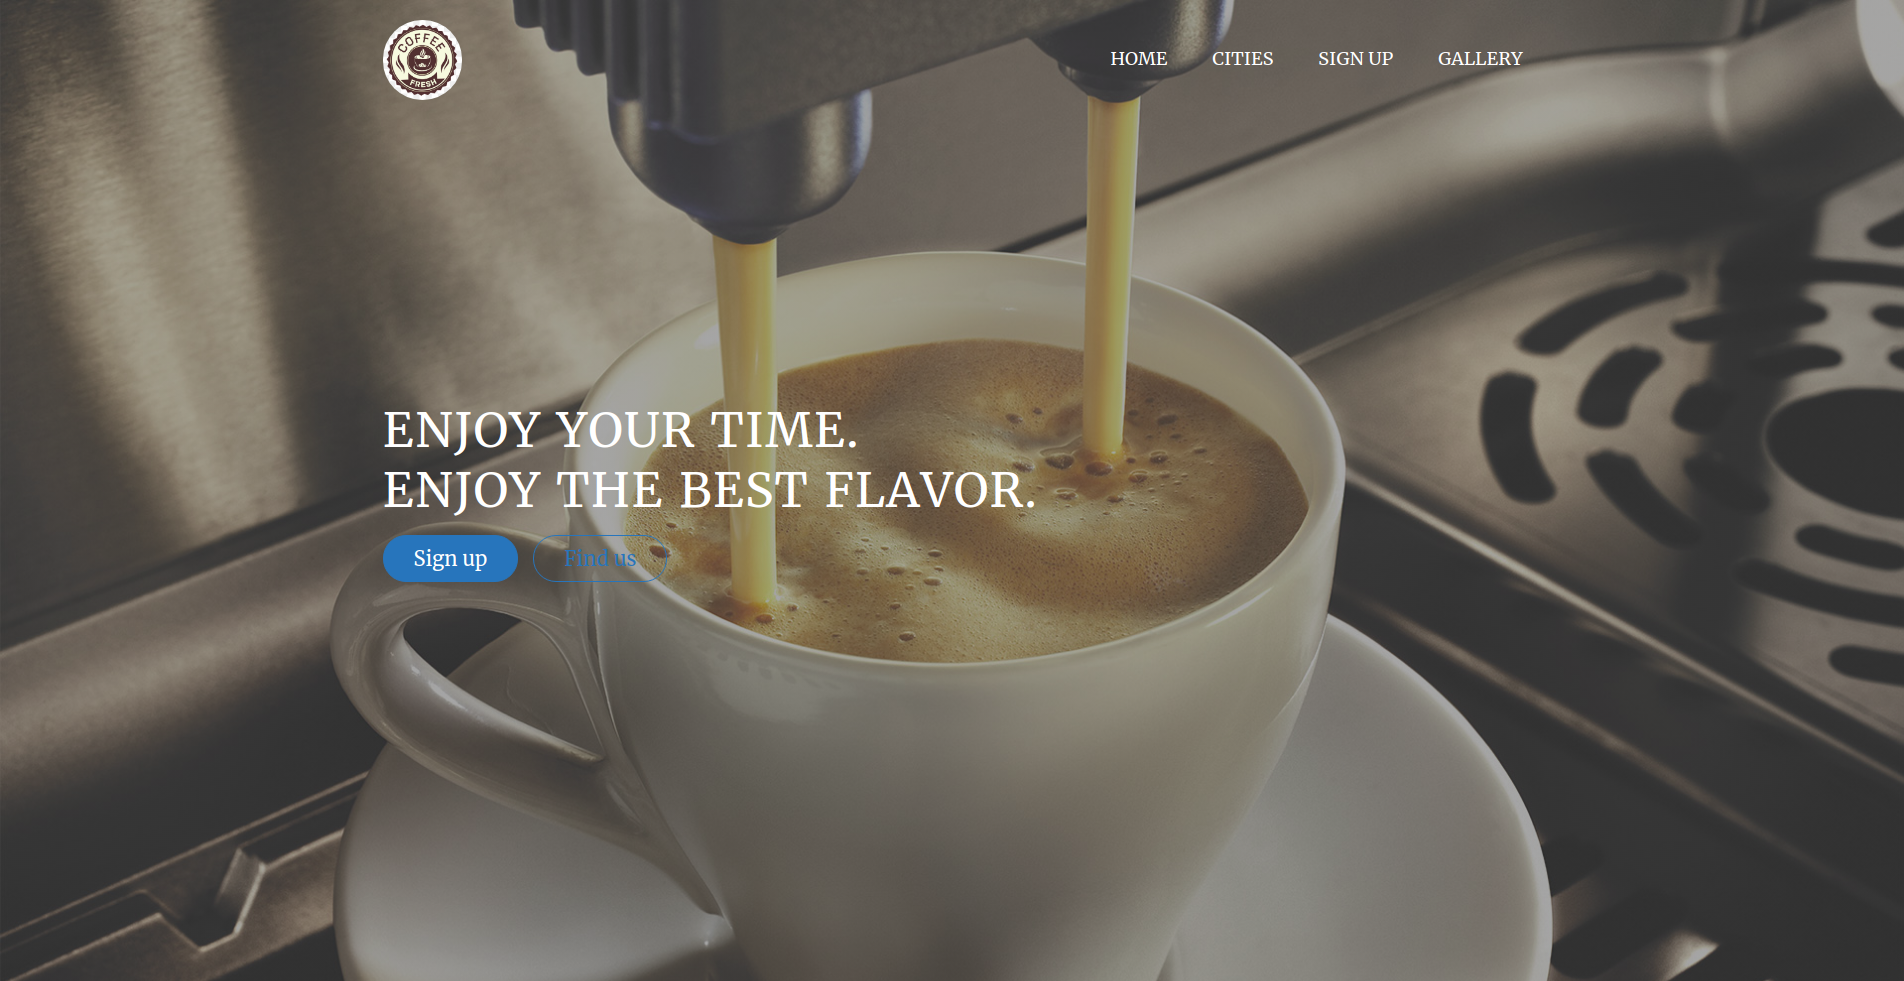 COFFEE
FRESH
HOME CITIES SIGN UP GALLERY
ENJOY YOUR TIME.
ENJOY THE BEST FLAVOR.
Sign up Find us